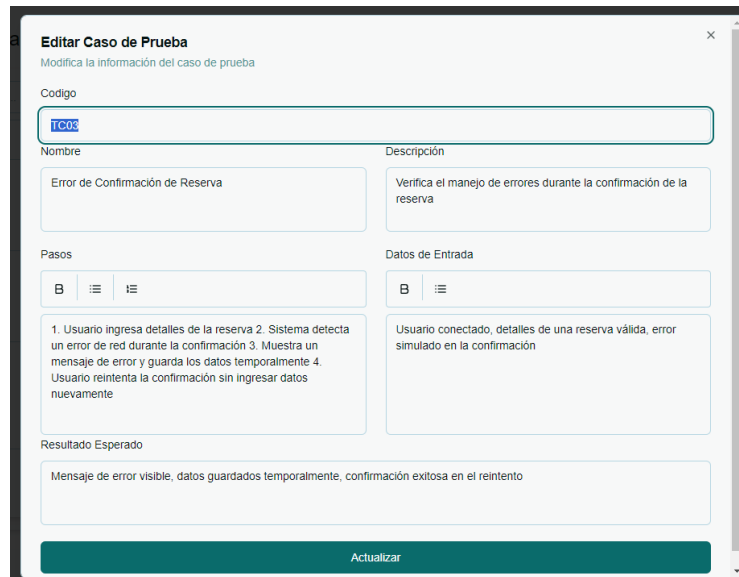 Editar Caso de Prueba
Modifica la información del caso de prueba
Codigo
TC03
Nombre
Error de Confirmación de Reserva
Descripción
Verifica el manejo de errores durante la confirmación de la
reserva
Pasos
B
1. Usuario ingresa detalles de la reserva 2. Sistema detecta
un error de red durante la confirmación 3. Muestra un
mensaje de error y guarda los datos temporalmente 4.
Usuario reintenta la confirmación sin ingresar datos
nuevamente
Datos de Entrada
B
Usuario conectado, detalles de una reserva válida, error
simulado en la confirmación
Resultado Esperado
Mensaje de error visible, datos guardados temporalmente, confirmación exitosa en el reintento
Actualizar